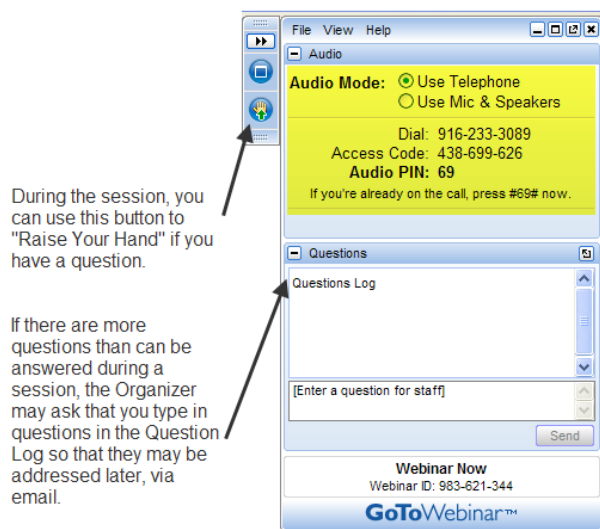 File View Help
Audio
Audio Mode: Use Telephone
Use Mic & Speakers
Dial: 916-233-3089
Access Code: 438-699-626
Audio PIN: 69
If you're already on the call, press #69# now.
During the session, you
can use this button to
"Raise Your Hand" if you
have a question.
Questions
Questions Log
If there are more
questions than can be
answered during a
session, the Organizer
may ask that you type in
questions in the Question
Log so that they may be
addressed later, via
email.
[Enter a question for staff]
Send
Webinar Now
Webinar ID: 983-621-344
GoToWebinar™